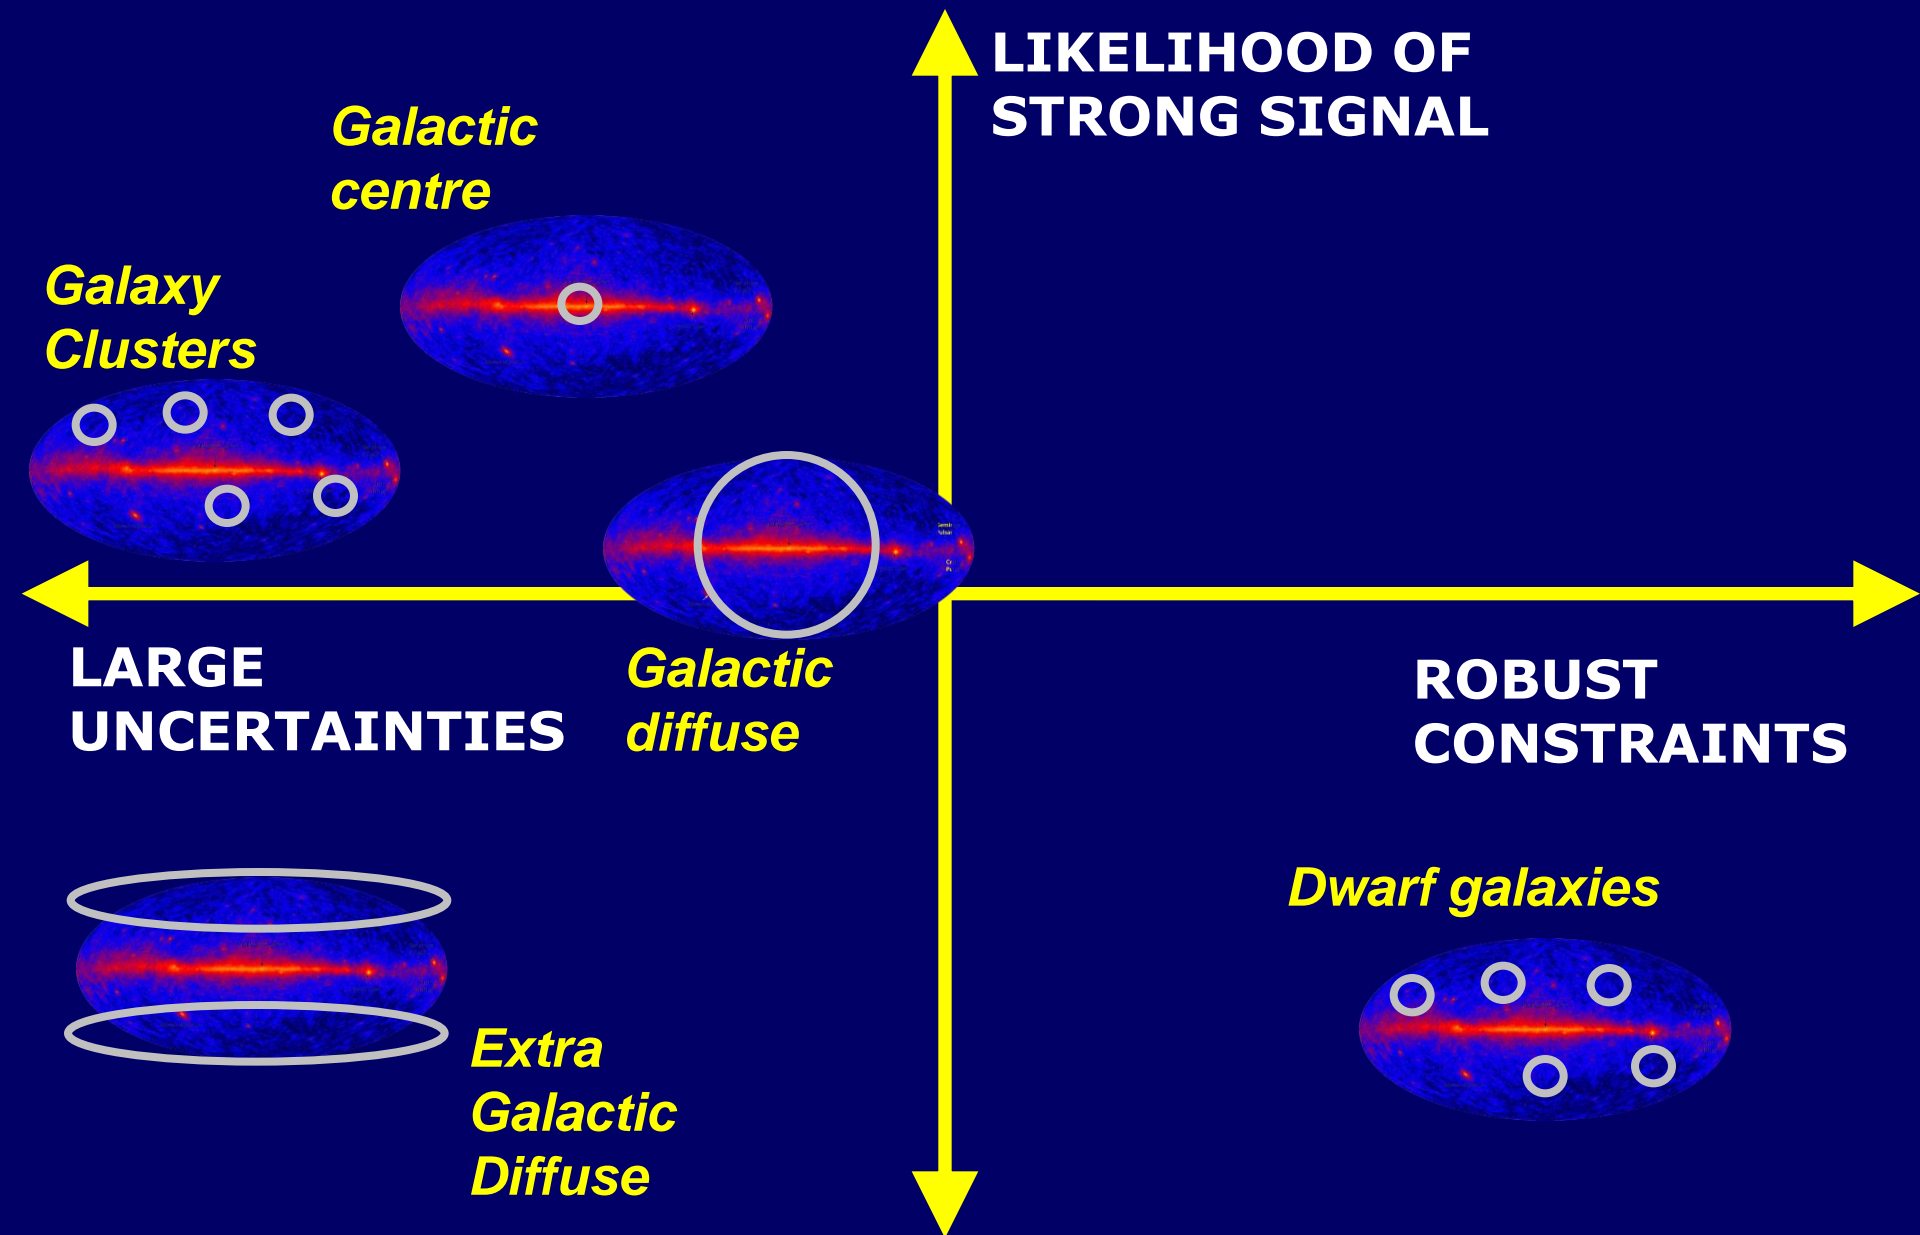 LIKELIHOOD OF
STRONG SIGNAL
Galactic
centre
Galaxy
Clusters
LARGE
UNCERTAINTIES
Galactic
diffuse
ROBUST
CONSTRAINTS
Dwarf galaxies
Extra
Galactic
Diffuse